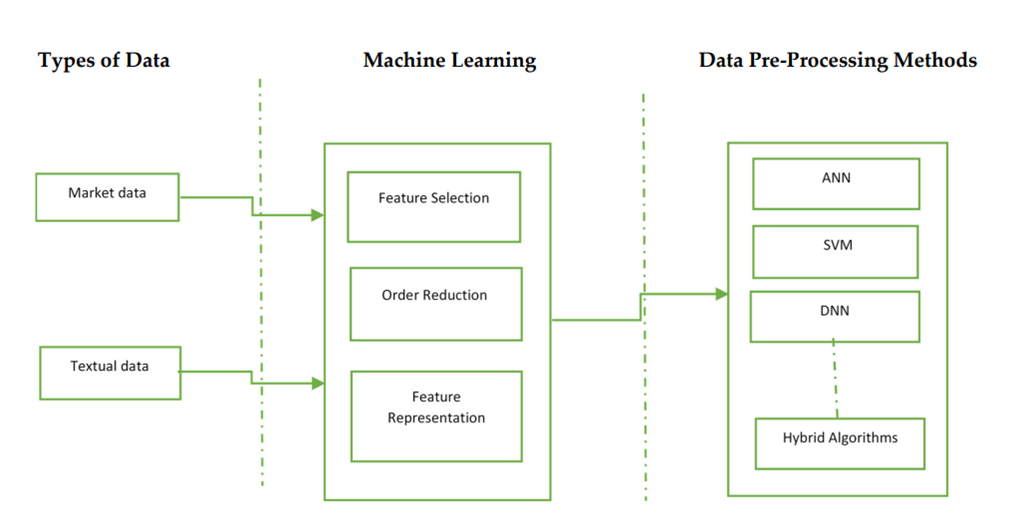 Types of Data
Machine Learning
Data Pre-Processing Methods
Market data
Textual data
Feature Selection
Order Reduction
Feature
Representation
ANN
SVM
DNN
Hybrid Algorithms